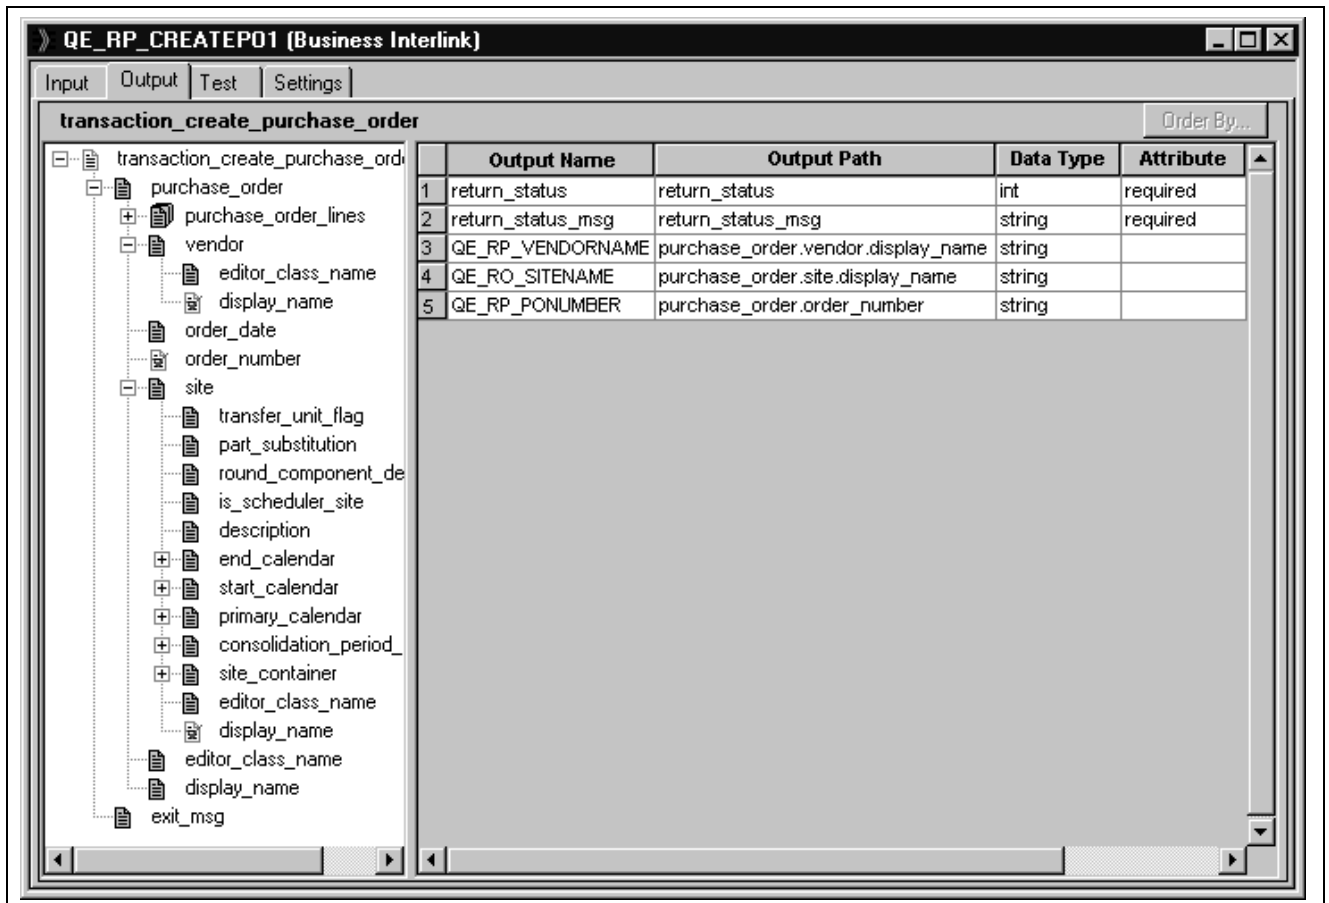 QE_RP_CREATEPO1 (Business Interlink)
Input Output Test Settings
transaction_create_purchase_order
Order By...
transaction_create_purchase_ord
purchase_order
purchase_order_lines
vendor
editor_class_name
display_name
order_date
order_number
site
transfer_unit_flag
part_substitution
round_component_de
is_scheduler_site
description
end_calendar
start_calendar
primary_calendar
consolidation_period_
site_container
editor_class_name
display_name
editor_class_name
display_name
exit_msg
Output Name Output Path Data Type Attribute
1 return_status return_status int required
2 return_status_msg return_status_msg string required
3 QE_RP_VENDORNAME purchase_order.vendor.display_name string
4 QE_RO_SITENAME purchase_order.site.display_name string
5 QE_RP_PONUMBER purchase_order.order_number string